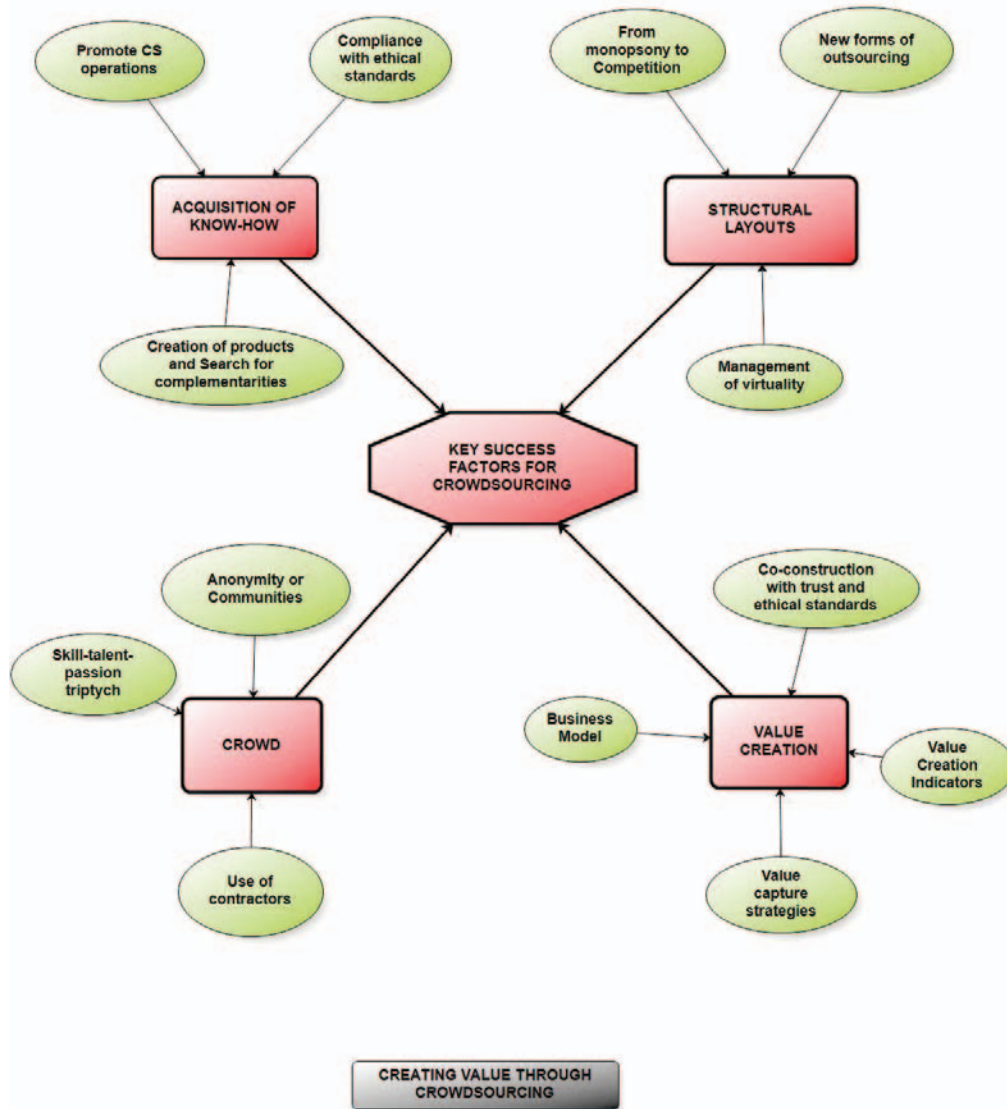 Promote CS
operations
Compliance
with ethical
standards
From
monopsony to
Competition
New forms of
outsourcing
ACQUISITION OF
KNOW-HOW
STRUCTURAL
LAYOUTS
Creation of products
and Search for
complementarities
Management
of virtuality
KEY SUCCESS
FACTORS FOR
CROWDSOURCING
Anonymity or
Communities
Co-construction
with trust and
ethical standards
Skill-talent-
passion
triptych
CROWD
Business
Model
VALUE
CREATION
Value
Creation
Indicators
Use of
contractors
Value
capture
strategies
CREATING VALUE THROUGH
CROWDSOURCING